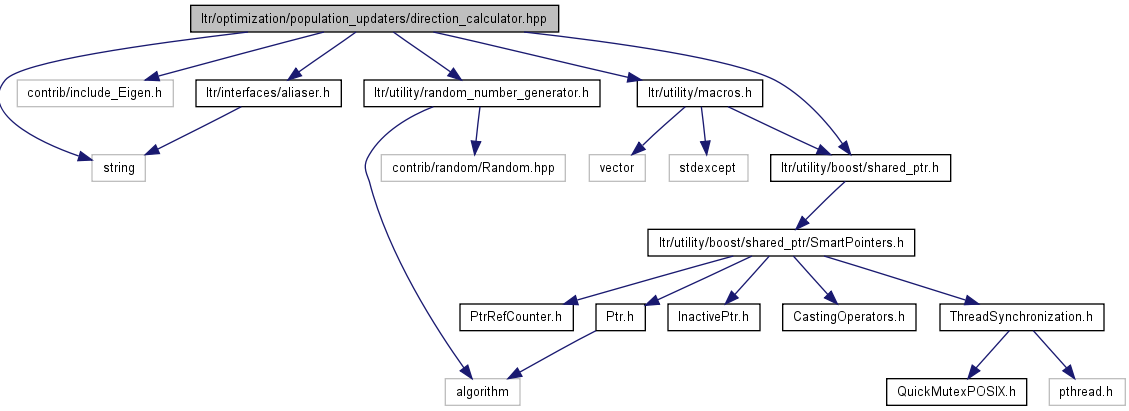 ltr/optimization/population_updaters/direction_calculator.hpp
contrib/include_Eigen.h
ltr/interfaces/aliaser.h
ltr/utility/random_number_generator.h
ltr/utility/macros.h
string
contrib/random/Random.hpp
vector
stdexcept
ltr/utility/boost/shared_ptr.h
ltr/utility/boost/shared_ptr/SmartPointers.h
PtrRefCounter.h
Ptr.h
InactivePtr.h
CastingOperators.h
ThreadSynchronization.h
algorithm
QuickMutexPOSIX.h
pthread.h